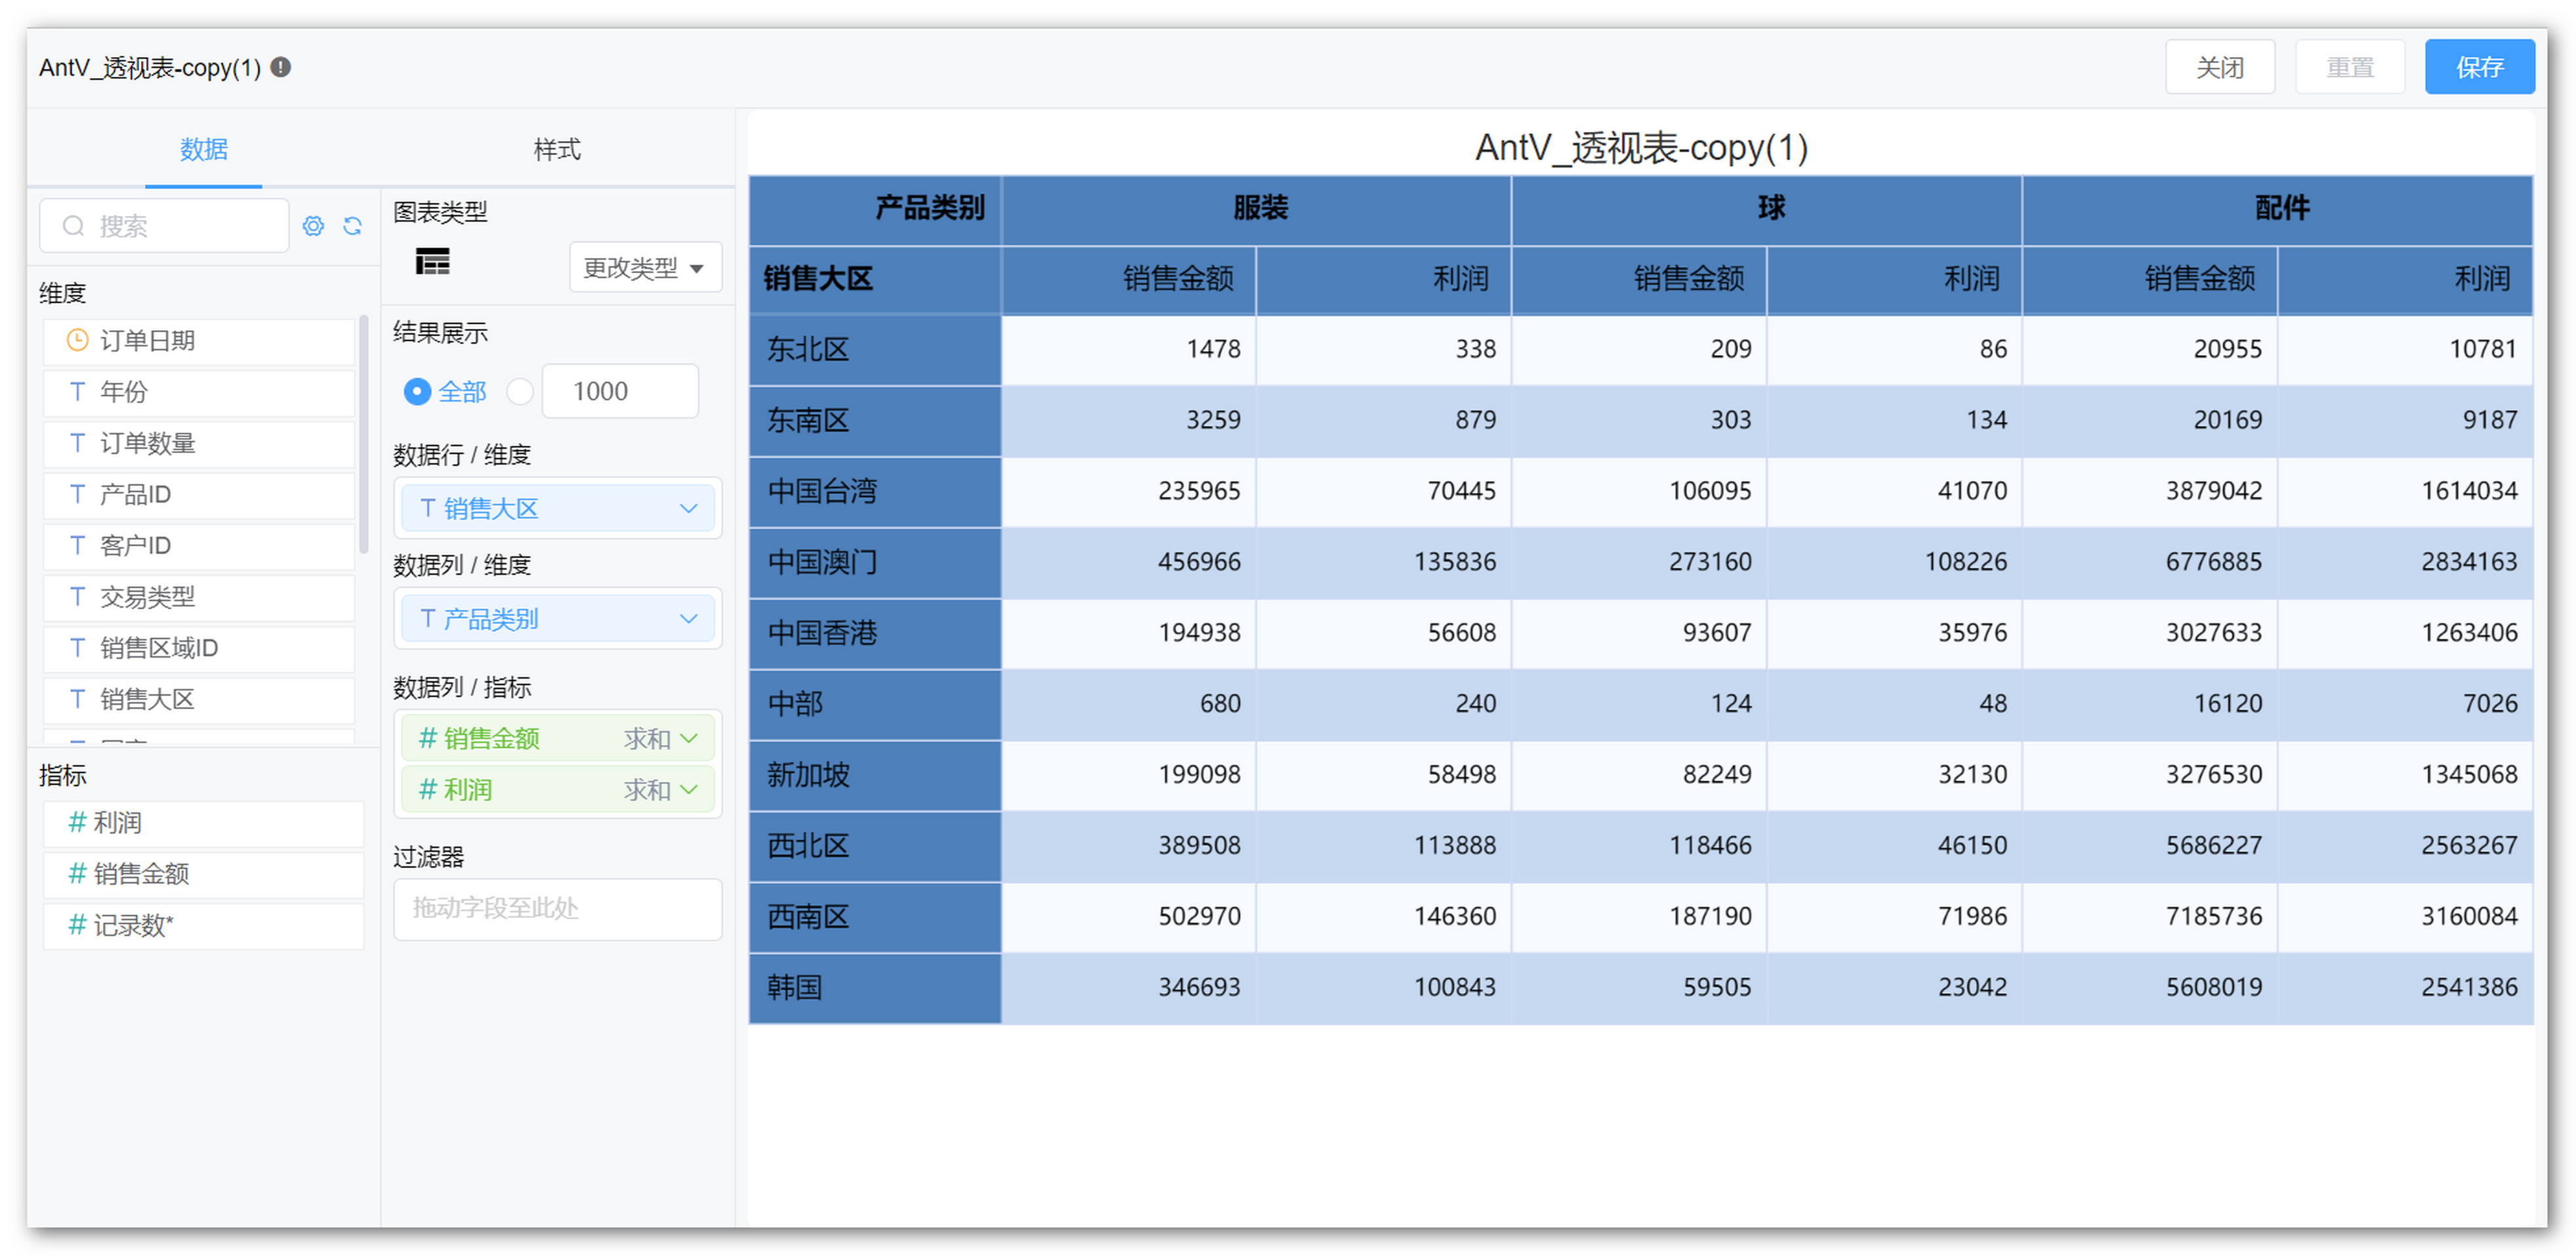 AntV_透视表-copy(1)
关闭 重置 保存
数据 样式
搜索
维度
订单日期
T 年份
T 订单数量
T 产品ID
T 客户ID
T 交易类型
T 销售区域ID
T 销售大区
指标
# 利润
# 销售金额
# 记录数*
图表类型
更改类型
结果展示
全部 1000
数据行 / 维度
T 销售大区
数据列 / 维度
T 产品类别
数据列 / 指标
# 销售金额 求和
# 利润 求和
过滤器
拖动字段至此处
AntV_透视表-copy(1)
产品类别 服装 球 配件
销售大区 销售金额 利润 销售金额 利润 销售金额 利润
东北区 1478 338 209 86 20955 10781
东南区 3259 879 303 134 20169 9187
中国台湾 235965 70445 106095 41070 3879042 1614034
中国澳门 456966 135836 273160 108226 6776885 2834163
中国香港 194938 56608 93607 35976 3027633 1263406
中部 680 240 124 48 16120 7026
新加坡 199098 58498 82249 32130 3276530 1345068
西北区 389508 113888 118466 46150 5686227 2563267
西南区 502970 146360 187190 71986 7185736 3160084
韩国 346693 100843 59505 23042 5608019 2541386